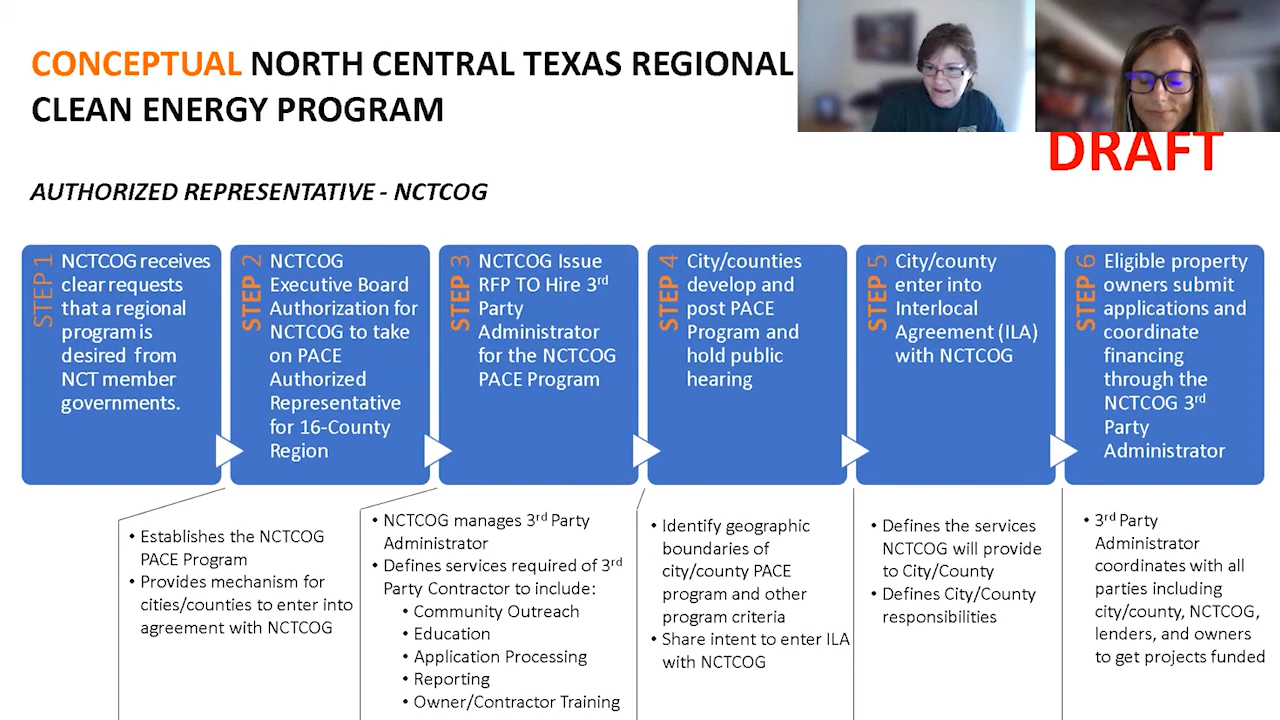 CONCEPTUAL NORTH CENTRAL TEXAS REGIONAL
CLEAN ENERGY PROGRAM
DRAFT
AUTHORIZED REPRESENTATIVE - NCTCOG
STEP 1
NCTCOG receives
clear requests
that a regional
program is
desired from
NCT member
governments.
STEP 2
NCTCOG
Executive Board
Authorization for
NCTCOG to take
on PACE
Authorized
Representative
for 16-County
Region
STEP 3
NCTCOG Issue
RFP TO Hire 3rd
Party
Administrator
for the NCTCOG
PACE Program
STEP 4
City/counties
develop and
post PACE
Program and
hold public
hearing
STEP 5
City/county
enter into
Interlocal
Agreement (ILA)
with NCTCOG
STEP 6
Eligible property
owners submit
applications and
coordinate
financing
through the
NCTCOG 3rd
Party
Administrator
• Establishes the NCTCOG
PACE Program
• Provides mechanism for
cities/counties to enter into
agreement with NCTCOG
• NCTCOG manages 3rd Party
Administrator
• Defines services required of 3rd
Party Contractor to include:
• Community Outreach
• Education
• Application Processing
• Reporting
• Owner/Contractor Training
• Identify geographic
boundaries of
city/county PACE
program and other
program criteria
• Share intent to enter ILA
with NCTCOG
• Defines the services
NCTCOG will provide
to City/County
• Defines City/County
responsibilities
• 3rd Party
Administrator
coordinates with all
parties including
city/county, NCTCOG,
lenders, and owners
to get projects funded